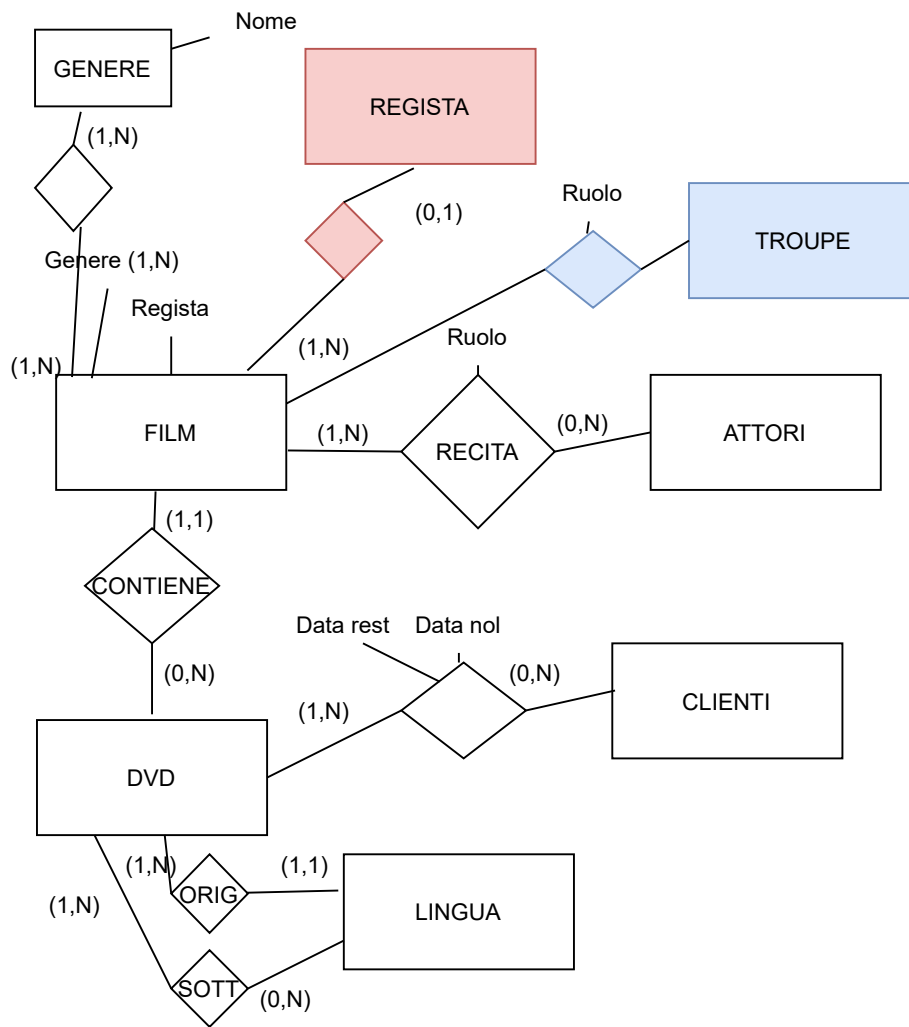 Nome
GENERE
REGISTA
(1,N)
Ruolo
(0,1)
TROUPE
Genere (1,N)
Regista
Ruolo
(1,N)
(1,N)
FILM
(1,N)
RECITA
(0,N)
ATTORI
(1,1)
CONTIENE
Data rest
Data nol
(0,N)
(0,N)
CLIENTI
(1,N)
DVD
(1,N)
(1,1)
ORIG
(1,N)
LINGUA
SOTT
(0,N)